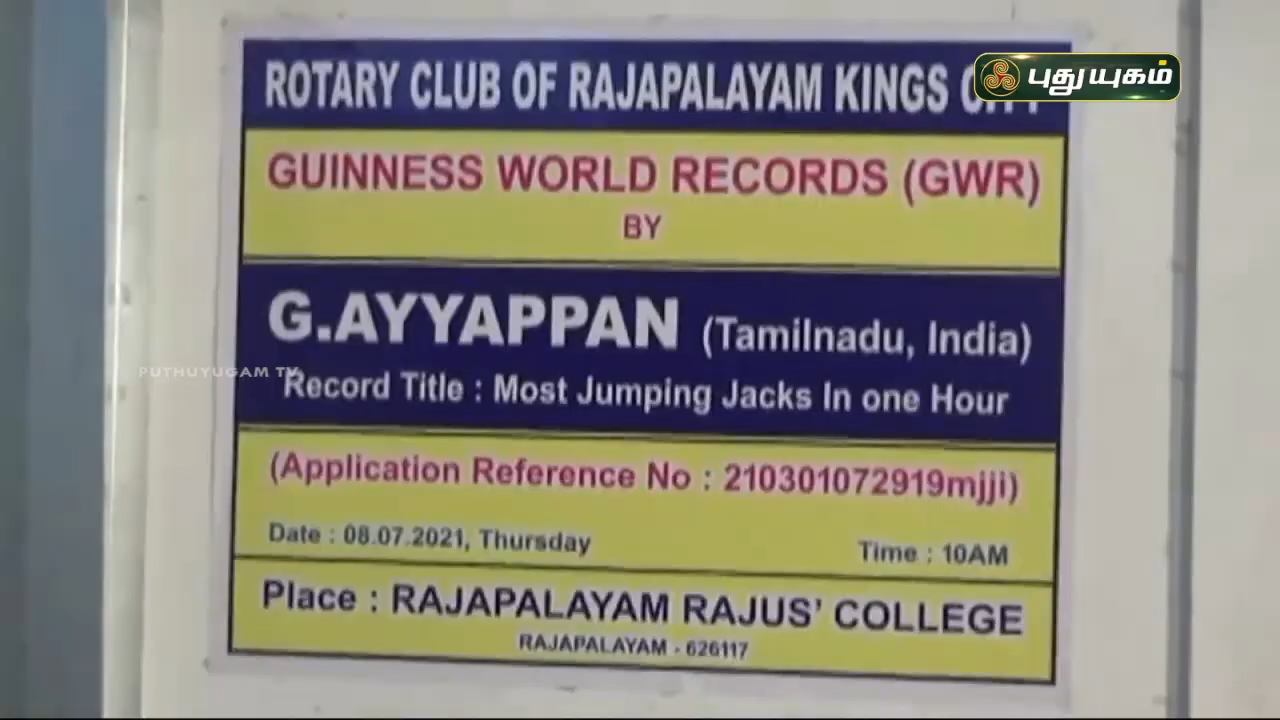 ROTARY CLUB OF RAJAPALAYAM KINGS
புதுயுகம்
GUINNESS WORLD RECORDS (GWR)
BY
G.AYYAPPAN (Tamilnadu, India)
PUTHUYUGAM TV
Record Title : Most Jumping Jacks In one Hour
(Application Reference No : 210301072919mjji)
Date : 08.07.2021, Thursday Time : 10AM
Place : RAJAPALAYAM RAJUS' COLLEGE
RAJAPALAYAM - 626117